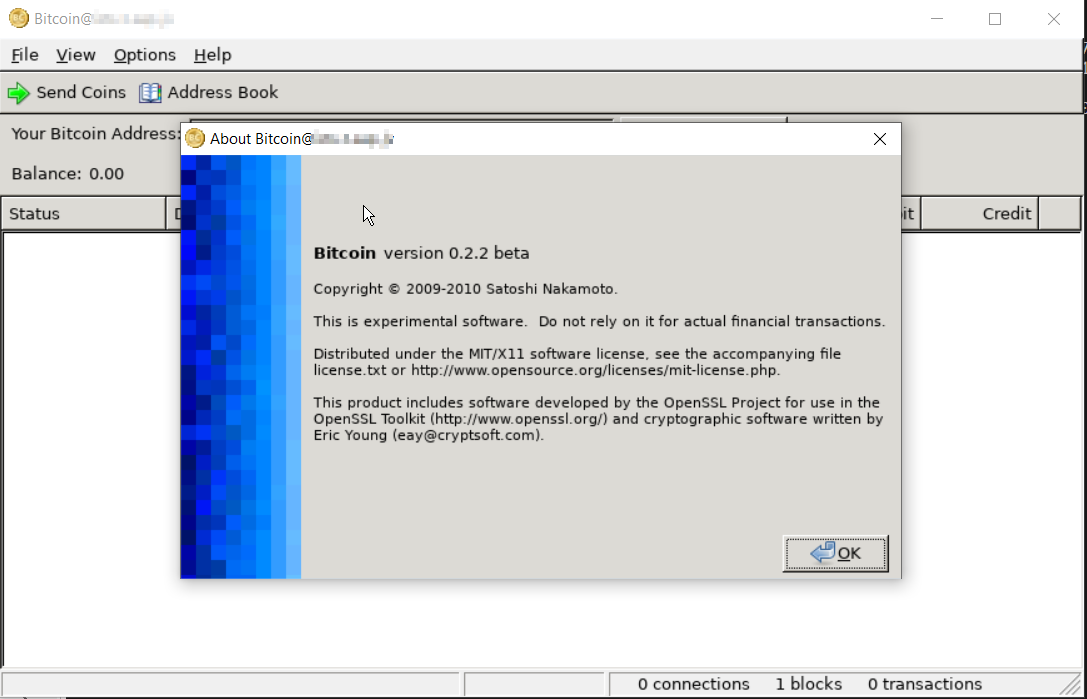 Bitcoin@
File View Options Help
Send Coins Address Book
Your Bitcoin Address:
About Bitcoin@
Balance: 0.00
Status
Credit
Bitcoin version 0.2.2 beta
Copyright © 2009-2010 Satoshi Nakamoto.
This is experimental software. Do not rely on it for actual financial transactions.
Distributed under the MIT/X11 software license, see the accompanying file
license.txt or http://www.opensource.org/licenses/mit-license.php.
This product includes software developed by the OpenSSL Project for use in the
OpenSSL Toolkit (http://www.openssl.org/) and cryptographic software written by
Eric Young (eay@cryptsoft.com).
OK
0 connections 1 blocks 0 transactions